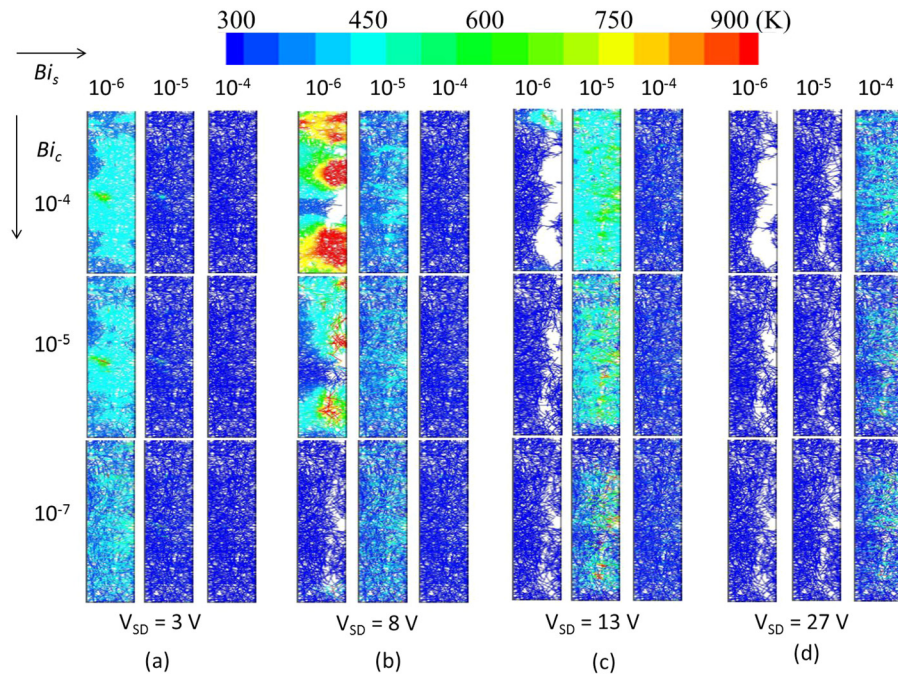 300 450 600 750 900 (K)
Bi_s
10⁻⁶ 10⁻⁵ 10⁻⁴ 10⁻⁶ 10⁻⁵ 10⁻⁴ 10⁻⁶ 10⁻⁵ 10⁻⁴ 10⁻⁶ 10⁻⁵ 10⁻⁴
Bi_c
10⁻⁴
10⁻⁵
10⁻⁷
V_SD = 3 V V_SD = 8 V V_SD = 13 V V_SD = 27 V
(a) (b) (c) (d)